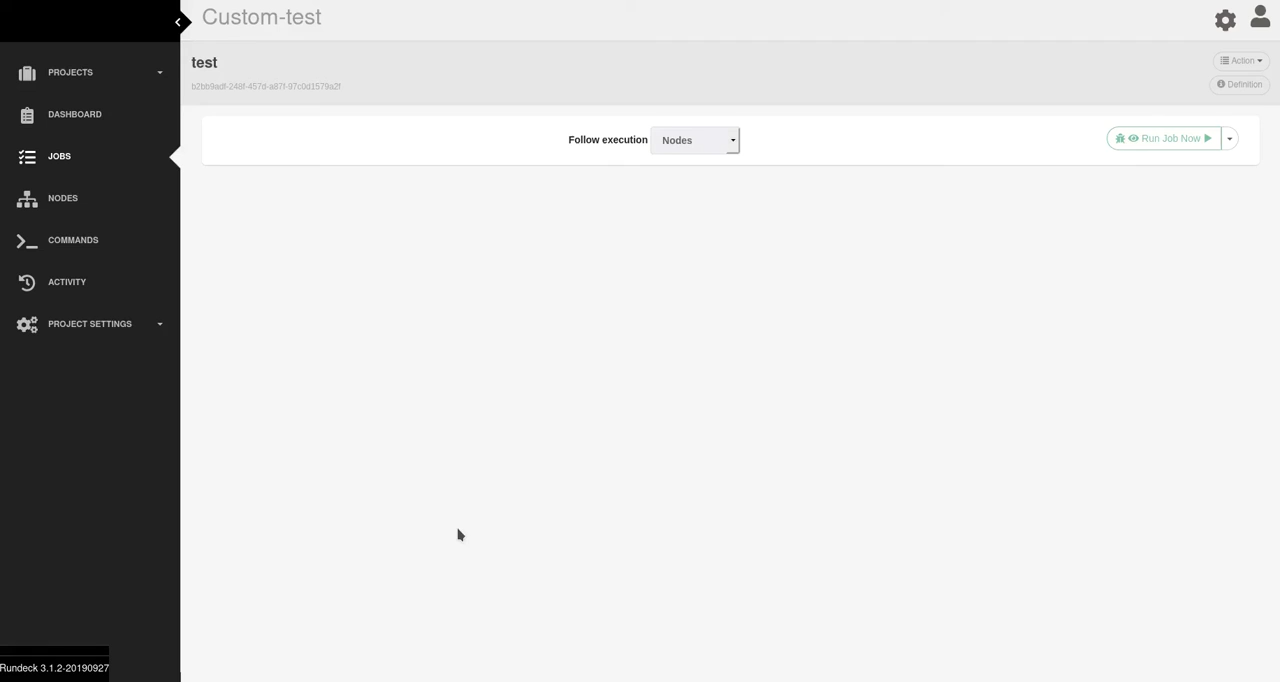 Custom-test
test
Action
b2bb9adf-248f-457d-a87f-97c0d1579a2f
Definition
PROJECTS
DASHBOARD
JOBS
NODES
COMMANDS
ACTIVITY
PROJECT SETTINGS
Follow execution Nodes
Run Job Now
Rundeck 3.1.2-20190927